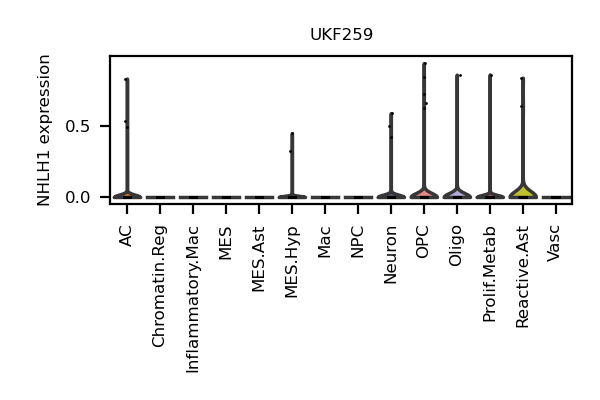 UKF259
NHLH1 expression
0.5
0.0
AC
Chromatin.Reg
Inflammatory.Mac
MES
MES.Ast
MES.Hyp
Mac
NPC
Neuron
OPC
Oligo
Prolif.Metab
Reactive.Ast
Vasc